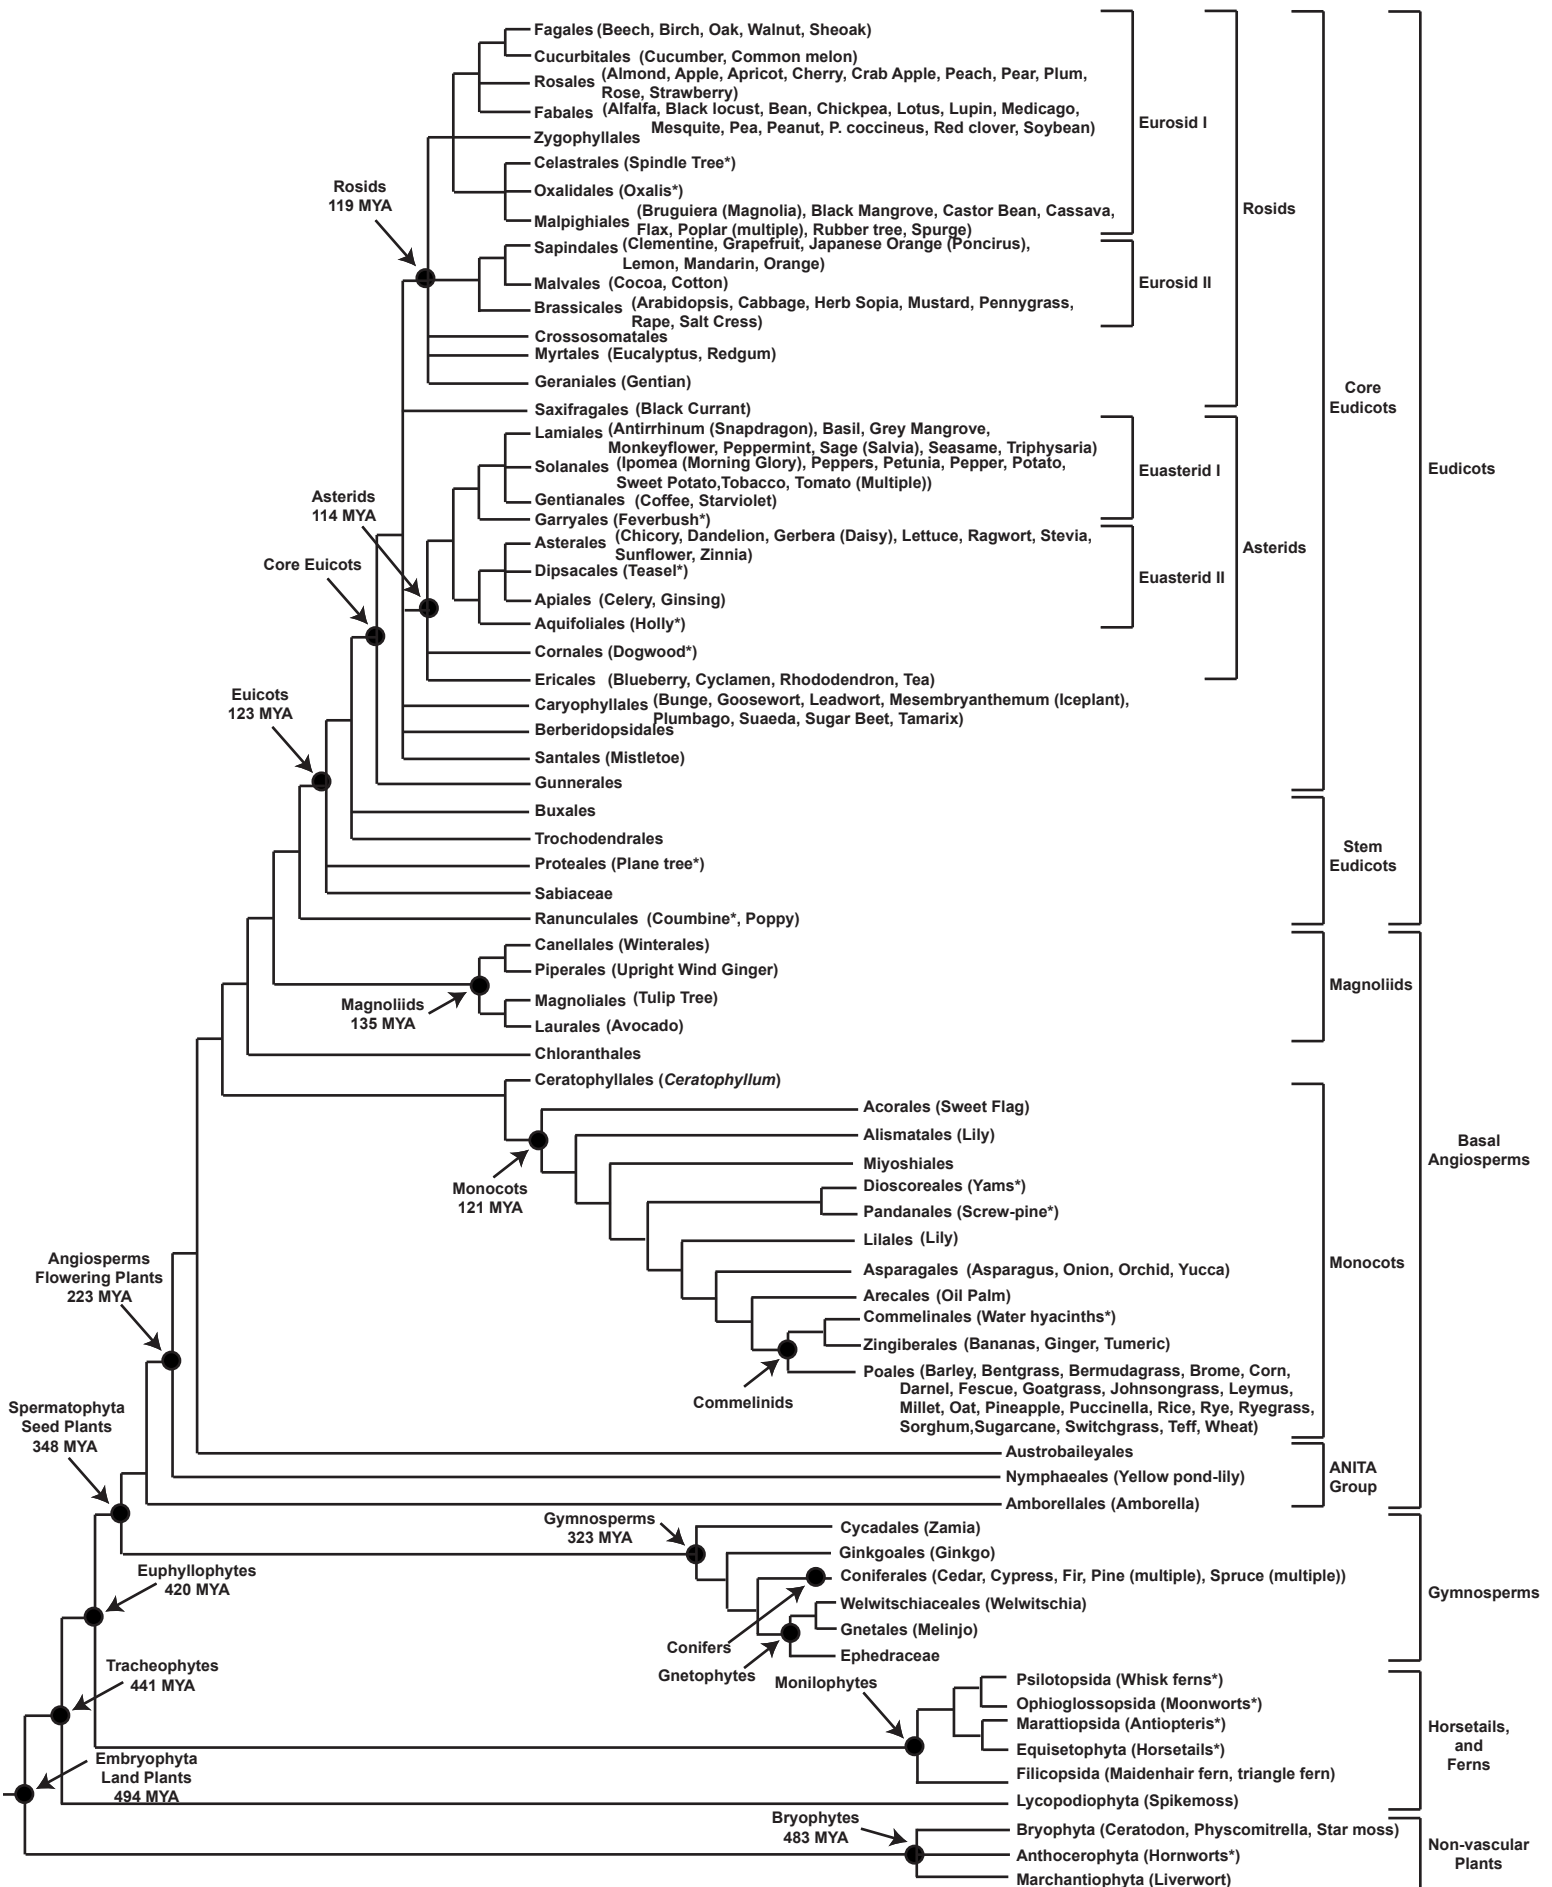 Fagales (Beech, Birch, Oak, Walnut, Sheoak)
Cucurbitales (Cucumber, Common melon)
Rosales (Almond, Apple, Apricot, Cherry, Crab Apple, Peach, Pear, Plum,
Rose, Strawberry)
Fabales (Alfalfa, Black locust, Bean, Chickpea, Lotus, Lupin, Medicago,
Mesquite, Pea, Peanut, P. coccineus, Red clover, Soybean)
Zygophyllales
Celastrales (Spindle Tree*)
Oxalidales (Oxalis*)
Malpighiales (Bruguiera (Magnolia), Black Mangrove, Castor Bean, Cassava,
Flax, Poplar (multiple), Rubber tree, Spurge)
Eurosid I
Sapindales (Clementine, Grapefruit, Japanese Orange (Poncirus),
Lemon, Mandarin, Orange)
Malvales (Cocoa, Cotton)
Brassicales (Arabidopsis, Cabbage, Herb Sopia, Mustard, Pennygrass,
Rape, Salt Cress)
Eurosid II
Crossosomatales
Myrtales (Eucalyptus, Redgum)
Geraniales (Gentian)
Rosids
119 MYA
Rosids
Saxifragales (Black Currant)
Lamiales (Antirrhinum (Snapdragon), Basil, Grey Mangrove,
Monkeyflower, Peppermint, Sage (Salvia), Seasame, Triphysaria)
Solanales (Ipomea (Morning Glory), Peppers, Petunia, Pepper, Potato,
Sweet Potato,Tobacco, Tomato (Multiple))
Gentianales (Coffee, Starviolet)
Garryales (Feverbush*)
Euasterid I
Asterales (Chicory, Dandelion, Gerbera (Daisy), Lettuce, Ragwort, Stevia,
Sunflower, Zinnia)
Dipsacales (Teasel*)
Apiales (Celery, Ginsing)
Aquifoliales (Holly*)
Euasterid II
Cornales (Dogwood*)
Ericales (Blueberry, Cyclamen, Rhododendron, Tea)
Asterids
114 MYA
Asterids
Caryophyllales (Bunge, Goosewort, Leadwort, Mesembryanthemum (Iceplant),
Plumbago, Suaeda, Sugar Beet, Tamarix)
Berberidopsidales
Santales (Mistletoe)
Gunnerales
Core Euicots
Core
Eudicots
Buxales
Trochodendrales
Proteales (Plane tree*)
Sabiaceae
Ranunculales (Coumbine*, Poppy)
Euicots
123 MYA
Stem
Eudicots
Eudicots
Canellales (Winterales)
Piperales (Upright Wind Ginger)
Magnoliales (Tulip Tree)
Laurales (Avocado)
Magnoliids
135 MYA
Magnoliids
Chloranthales
Ceratophyllales (Ceratophyllum)
Acorales (Sweet Flag)
Alismatales (Lily)
Miyoshiales
Dioscoreales (Yams*)
Pandanales (Screw-pine*)
Lilales (Lily)
Asparagales (Asparagus, Onion, Orchid, Yucca)
Arecales (Oil Palm)
Commelinales (Water hyacinths*)
Zingiberales (Bananas, Ginger, Tumeric)
Poales (Barley, Bentgrass, Bermudagrass, Brome, Corn,
Darnel, Fescue, Goatgrass, Johnsongrass, Leymus,
Millet, Oat, Pineapple, Puccinella, Rice, Rye, Ryegrass,
Sorghum,Sugarcane, Switchgrass, Teff, Wheat)
Monocots
121 MYA
Commelinids
Monocots
Basal
Angiosperms
Angiosperms
Flowering Plants
223 MYA
Austrobaileyales
Nymphaeales (Yellow pond-lily)
Amborellales (Amborella)
ANITA
Group
Spermatophyta
Seed Plants
348 MYA
Gymnosperms
323 MYA
Cycadales (Zamia)
Ginkgoales (Ginkgo)
Coniferales (Cedar, Cypress, Fir, Pine (multiple), Spruce (multiple))
Welwitschiaceales (Welwitschia)
Gnetales (Melinjo)
Ephedraceae
Conifers
Gnetophytes
Gymnosperms
Euphyllophytes
420 MYA
Monilophytes
Psilotopsida (Whisk ferns*)
Ophioglossopsida (Moonworts*)
Marattiopsida (Antiopteris*)
Equisetophyta (Horsetails*)
Filicopsida (Maidenhair fern, triangle fern)
Lycopodiophyta (Spikemoss)
Horsetails,
and
Ferns
Tracheophytes
441 MYA
Embryophyta
Land Plants
494 MYA
Bryophytes
483 MYA
Bryophyta (Ceratodon, Physcomitrella, Star moss)
Anthocerophyta (Hornworts*)
Marchantiophyta (Liverwort)
Non-vascular
Plants